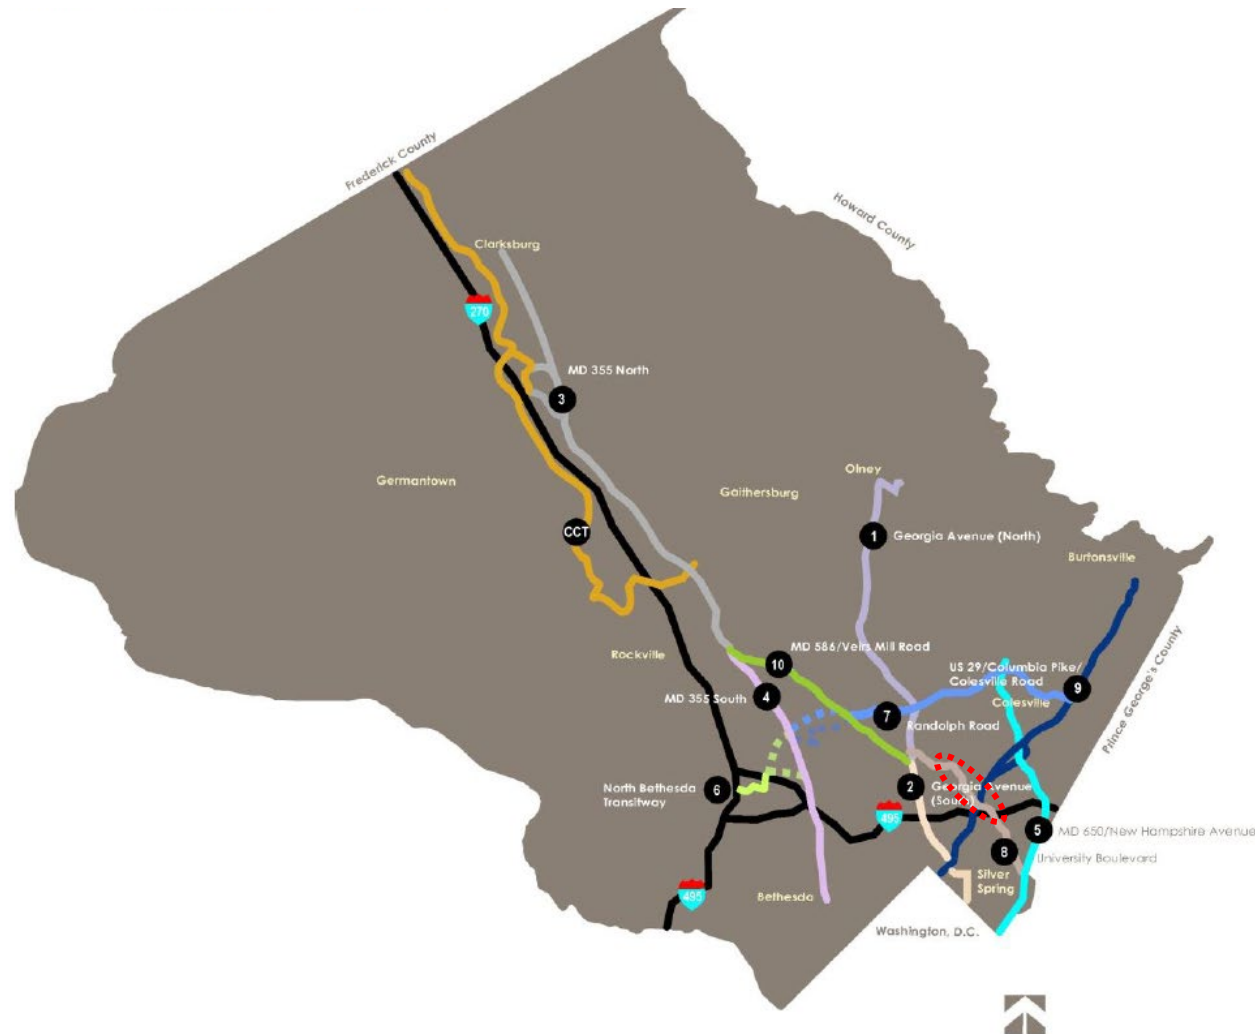 Frederick County
Howard County
Clarksburg
270
MD 355 North
3
Olney
Germantown
Gaithersburg
CCT
1
Georgia Avenue (North)
Burtonsville
MD 586/Veirs Mill Road
Rockville
10
US 29/Columbia Pike/
Colesville Road
9
MD 355 South
4
Colesville
7
Randolph Road
Prince George's County
North Bethesda
Transitway
6
2
Georgia Avenue
(South)
495
5
MD 650/New Hampshire Avenue
8
University Boulevard
Silver
Spring
495
Bethesda
Washington, D.C.